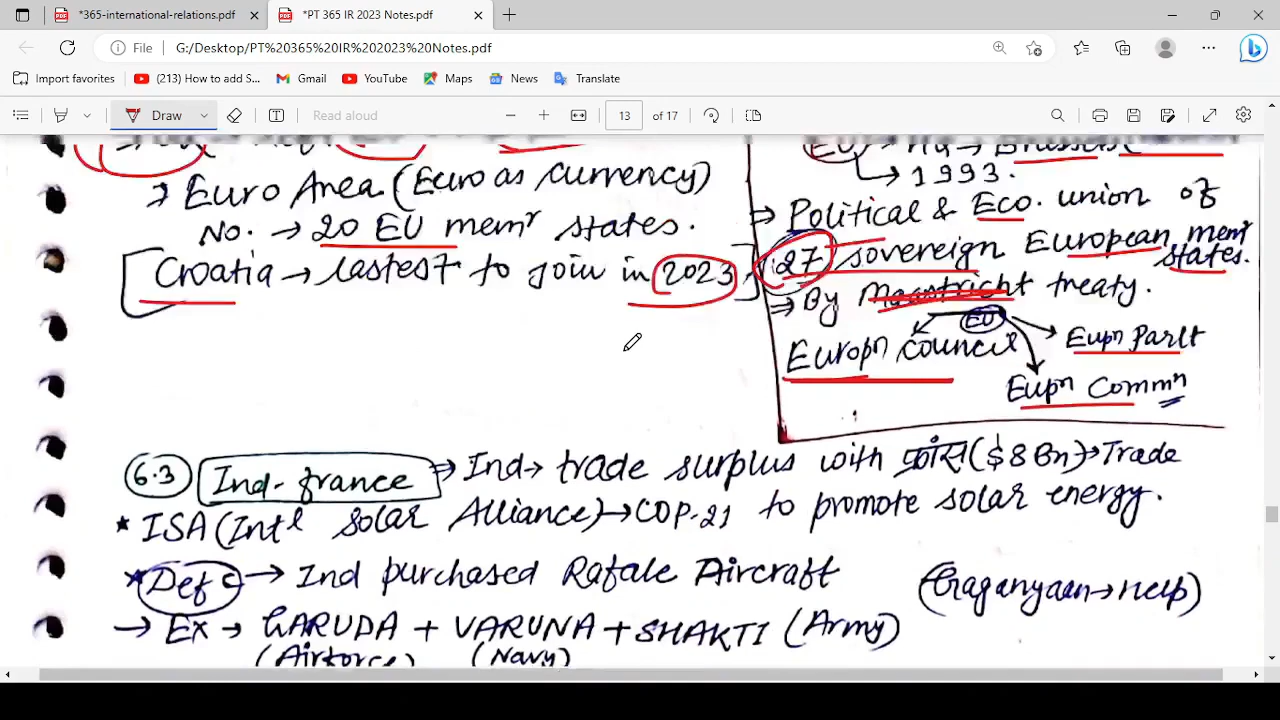 *365-international-relations.pdf
*PT 365 IR 2023 Notes.pdf
File
G:/Desktop/PT%20365%20IR%202023%20Notes.pdf
Import favorites
(213) How to add S...
Gmail
YouTube
Maps
News
Translate
Draw
Read aloud
13 of 17
Euro Area (Euro as currency)
No. → 20 EU memr states.
Croatia → lastest to join in 2023
EU → HQ → Brussels
→ 1993.
⇒ Political & Eco. union of
27 sovereign European memr
states.
⇒ By Maastricht treaty.
EU
Europn Council
Eupn Parlt
Eupn Commn
6.3 Ind-france ⇒ Ind → trade surplus with फ्रांस ($8Bn) → Trade
* ISA (Intl Solar Alliance) → COP-21 to promote solar energy.
* Defc → Ind purchased Rafale Aircraft
(Gaganyaan → Help)
→ Ex → GARUDA + VARUNA + SHAKTI (Army)
(Airforce) (Navy)